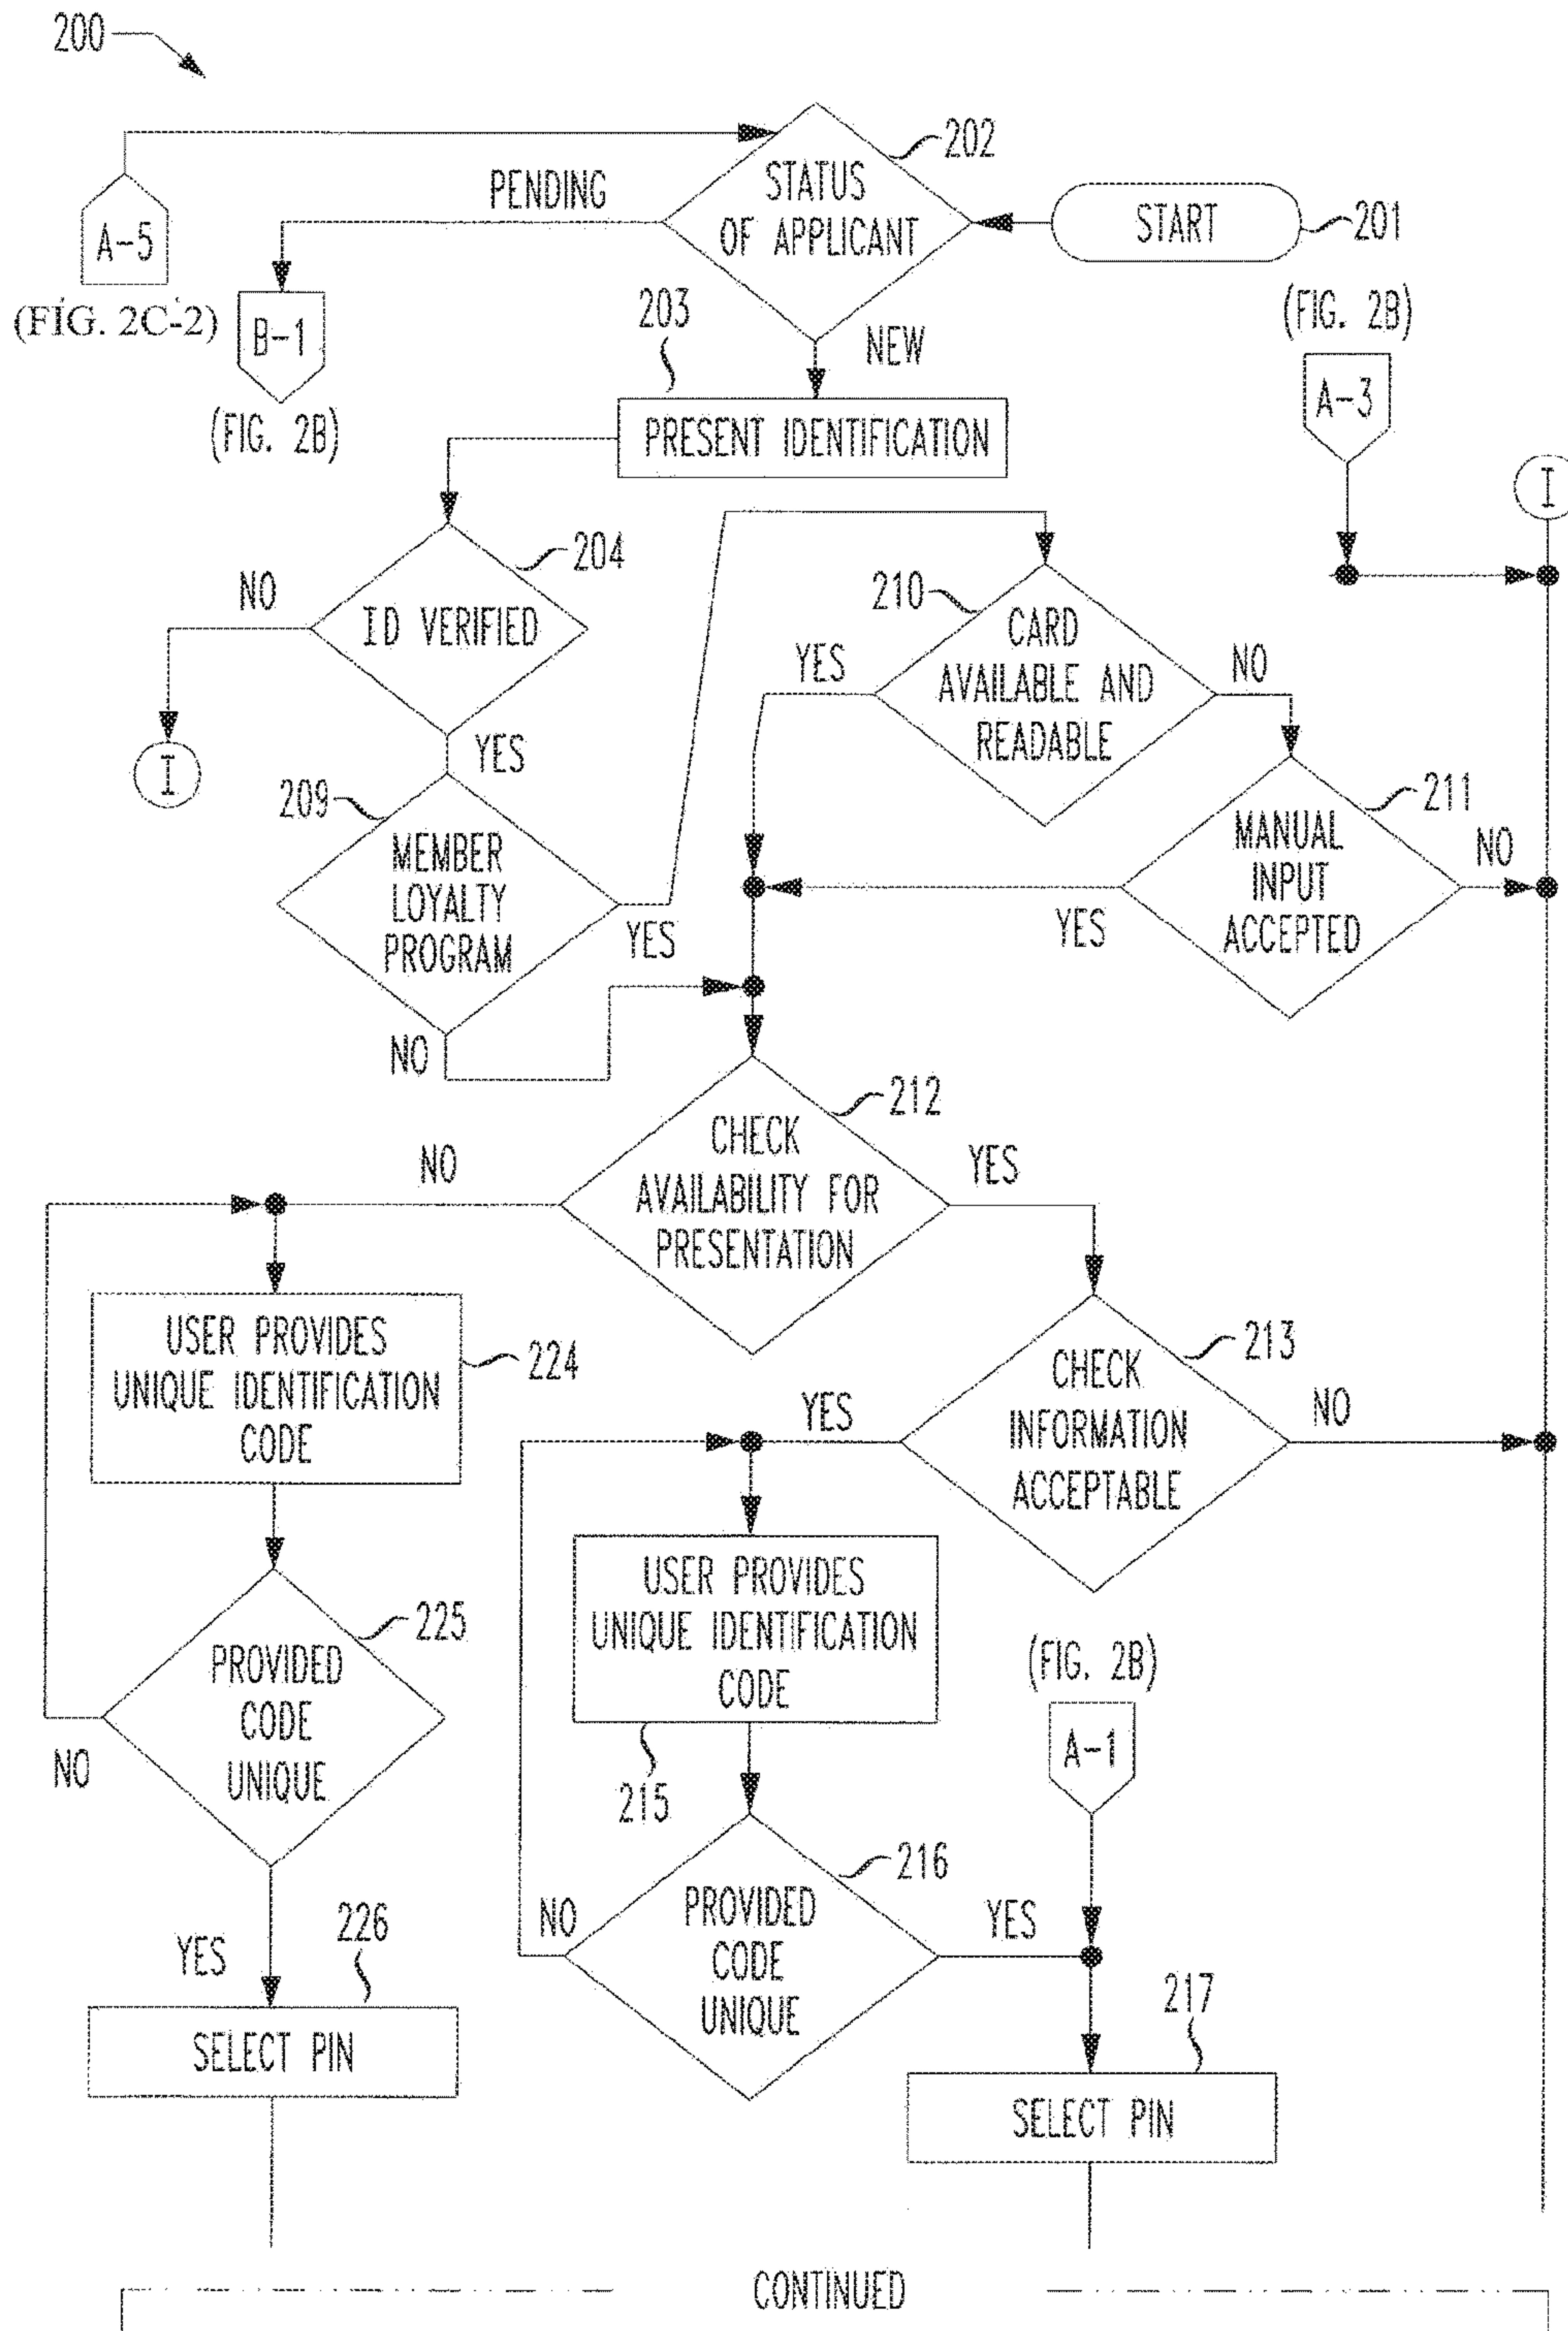 200
202
STATUS
OF APPLICANT
PENDING
START
201
A-5
(FIG. 2C-2)
B-1
(FIG. 2B)
203
NEW
(FIG. 2B)
A-3
PRESENT IDENTIFICATION
I
204
NO
ID VERIFIED
I
YES
210
CARD
AVAILABLE AND
READABLE
YES
NO
209
MEMBER
LOYALTY
PROGRAM
YES
NO
211
MANUAL
INPUT
ACCEPTED
NO
YES
212
CHECK
AVAILABILITY FOR
PRESENTATION
NO
YES
USER PROVIDES
UNIQUE IDENTIFICATION
CODE
224
213
CHECK
INFORMATION
ACCEPTABLE
YES
NO
USER PROVIDES
UNIQUE IDENTIFICATION
CODE
215
225
PROVIDED
CODE
UNIQUE
NO
YES
(FIG. 2B)
A-1
216
PROVIDED
CODE
UNIQUE
NO
YES
226
SELECT PIN
217
SELECT PIN
CONTINUED